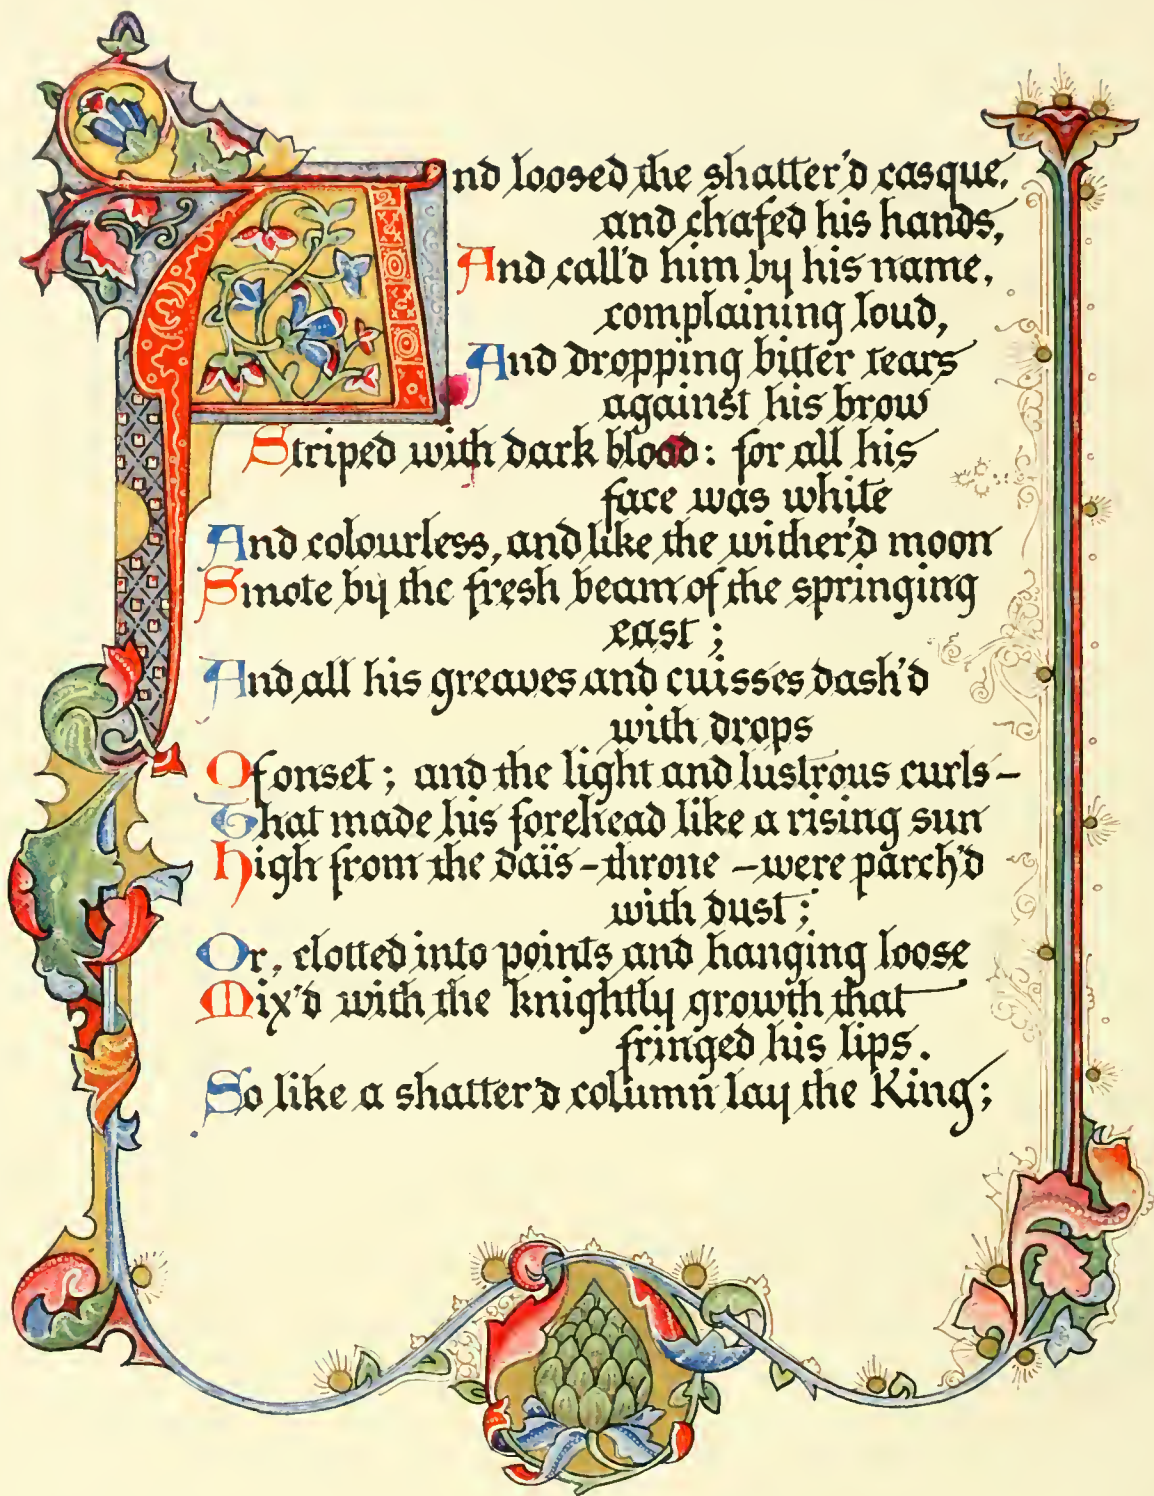 And loosed the shatter'd casque,
and chafed his hands,
And call'd him by his name,
complaining loud,
And dropping bitter tears
against his brow
Striped with dark blood: for all his
face was white
And colourless, and like the wither'd moon
Smote by the fresh beam of the springing
east;
And all his greaves and cuisses dash'd
with drops
Of onset; and the light and lustrous curls-
That made his forehead like a rising sun
High from the daïs-throne-were parch'd
with dust;
Or, clotted into points and hanging loose
Mix'd with the knightly growth that
fringed his lips.
So like a shatter'd column lay the King;